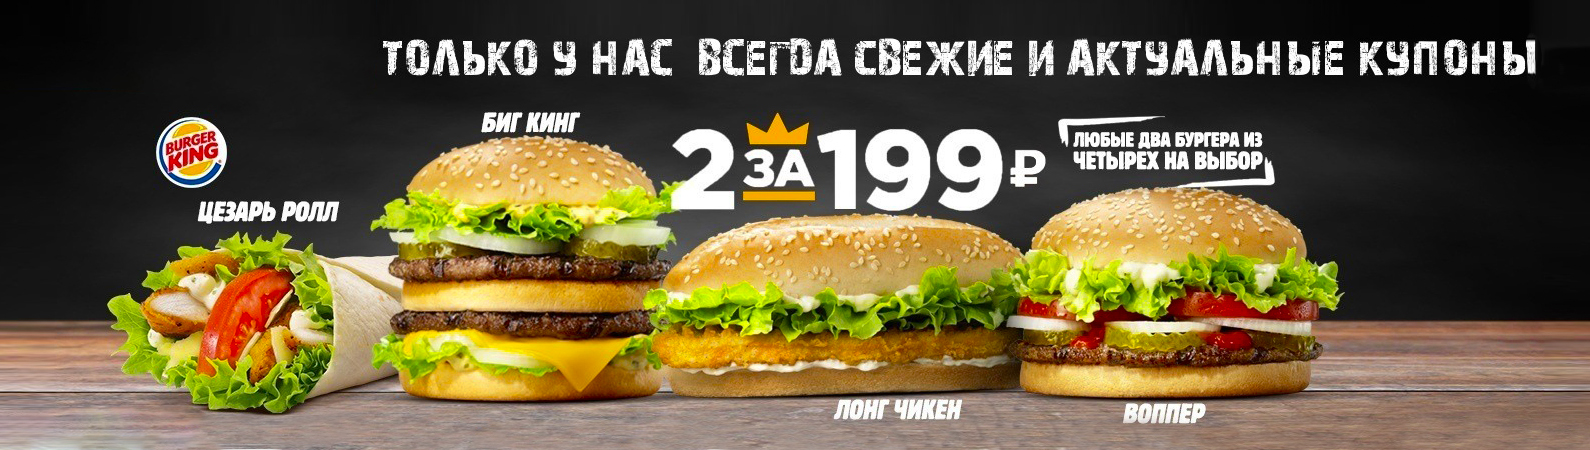 ТОЛЬКО У НАС ВСЕГДА СВЕЖИЕ И АКТУАЛЬНЫЕ КУПОНЫ
BURGER
KING
ЦЕЗАРЬ РОЛЛ
БИГ КИНГ
2 ЗА 199 ₽
ЛЮБЫЕ ДВА БУРГЕРА ИЗ
ЧЕТЫРЕХ НА ВЫБОР
ЛОНГ ЧИКЕН
ВОППЕР